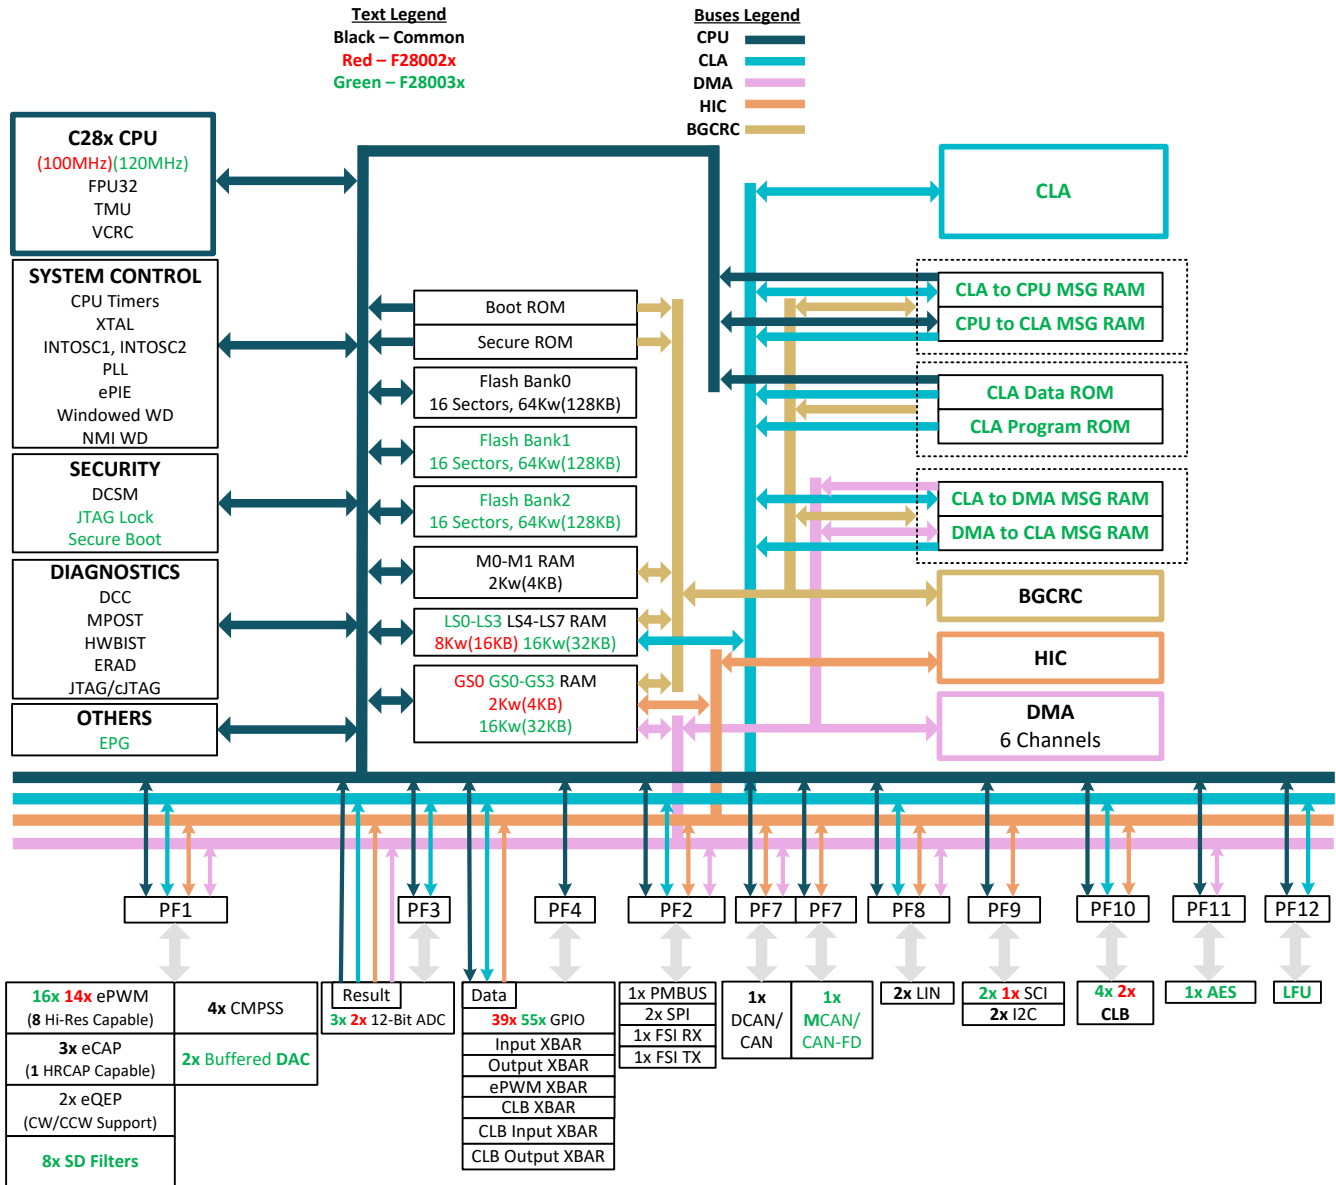 Text Legend
Black – Common
Red – F28002x
Green – F28003x
Buses Legend
CPU
CLA
DMA
HIC
BGCRC
C28x CPU
(100MHz)(120MHz)
FPU32
TMU
VCRC
SYSTEM CONTROL
CPU Timers
XTAL
INTOSC1, INTOSC2
PLL
ePIE
Windowed WD
NMI WD
SECURITY
DCSM
JTAG Lock
Secure Boot
DIAGNOSTICS
DCC
MPOST
HWBIST
ERAD
JTAG/cJTAG
OTHERS
EPG
Boot ROM
Secure ROM
Flash Bank0
16 Sectors, 64Kw(128KB)
Flash Bank1
16 Sectors, 64Kw(128KB)
Flash Bank2
16 Sectors, 64Kw(128KB)
M0-M1 RAM
2Kw(4KB)
LS0-LS3 LS4-LS7 RAM
8Kw(16KB) 16Kw(32KB)
GS0 GS0-GS3 RAM
2Kw(4KB)
16Kw(32KB)
CLA
CLA to CPU MSG RAM
CPU to CLA MSG RAM
CLA Data ROM
CLA Program ROM
CLA to DMA MSG RAM
DMA to CLA MSG RAM
BGCRC
HIC
DMA
6 Channels
PF1
PF3
PF4
PF2
PF7
PF7
PF8
PF9
PF10
PF11
PF12
16x 14x ePWM
(8 Hi-Res Capable)
3x eCAP
(1 HRCAP Capable)
2x eQEP
(CW/CCW Support)
8x SD Filters
4x CMPSS
2x Buffered DAC
Result
3x 2x 12-Bit ADC
Data
39x 55x GPIO
Input XBAR
Output XBAR
ePWM XBAR
CLB XBAR
CLB Input XBAR
CLB Output XBAR
1x PMBUS
2x SPI
1x FSI RX
1x FSI TX
1x
DCAN/
CAN
1x
MCAN/
CAN-FD
2x LIN
2x 1x SCI
2x I2C
4x 2x
CLB
1x AES
LFU